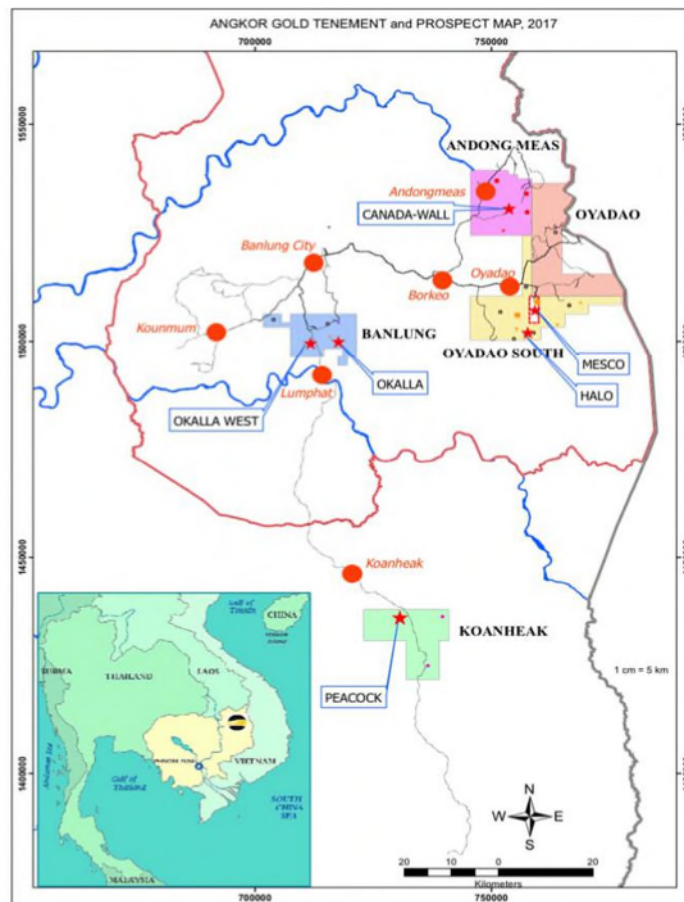 ANGKOR GOLD TENEMENT and PROSPECT MAP, 2017
700000
750000
1550000
ANDONG MEAS
Andongmeas
CANADA-WALL
OYADAO
Banlung City
Oyadao
Borkeo
Kounmum
BANLUNG
1500000
OYADAO SOUTH
MESCO
OKALLA
HALO
OKALLA WEST
Lumphat
1450000
Koanheak
KOANHEAK
PEACOCK
1 cm = 5 km
CHINA
THAILAND
LAOS
VIETNAM
Gulf of
Thailand
SOUTH
CHINA
SEA
MALAYSIA
1400000
N
W
E
S
20
0
20
Kilometers
700000
750000